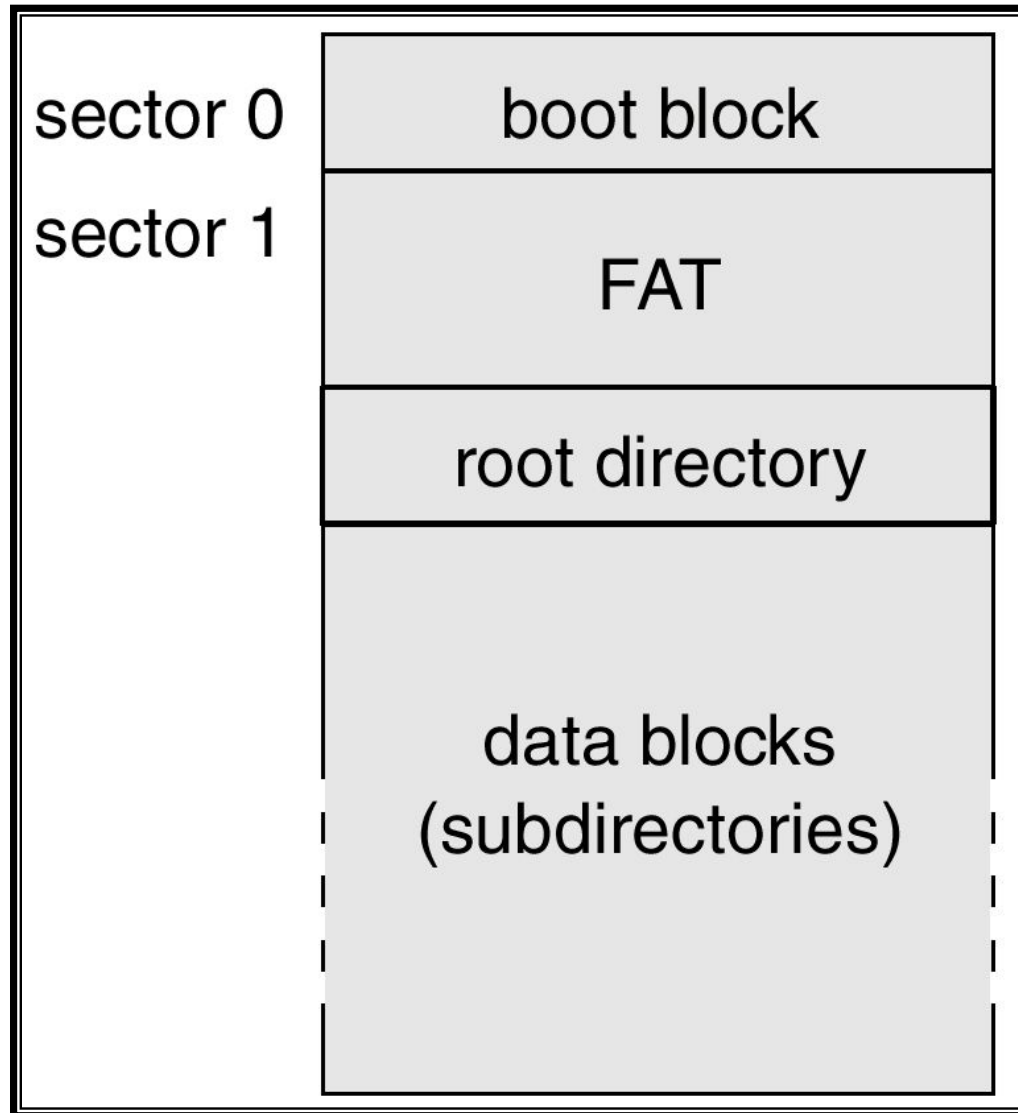 sector 0
boot block
sector 1
FAT
root directory
data blocks
(subdirectories)